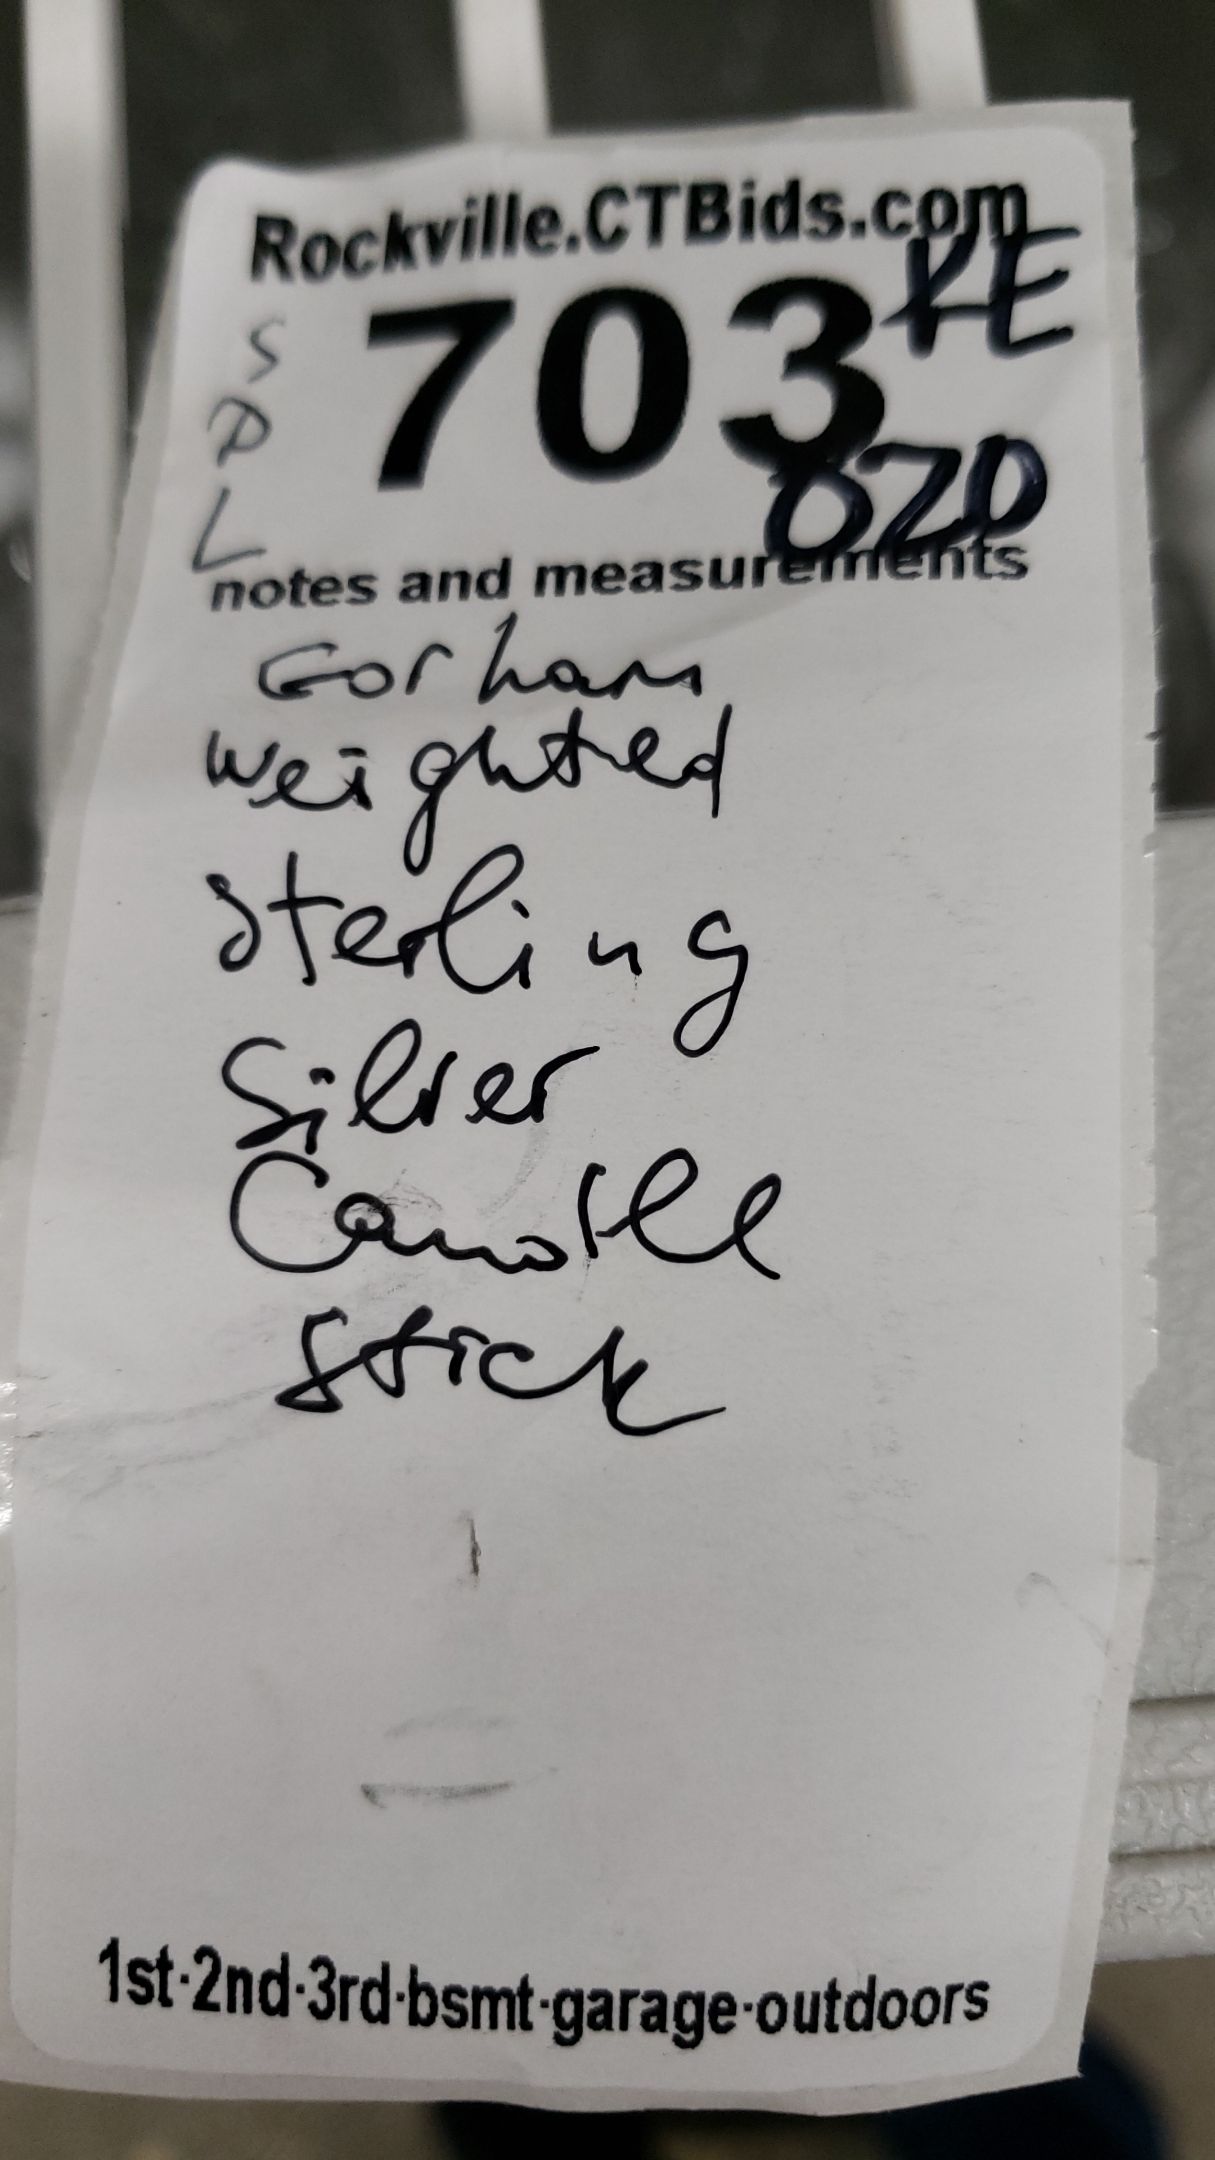 Rockville.CTBids.com
703
S
P
L
OZD
notes and measurements
Gorham
Weighted
Sterling
Silver
Candle
Stick
1st·2nd·3rd·bsmt·garage·outdoors